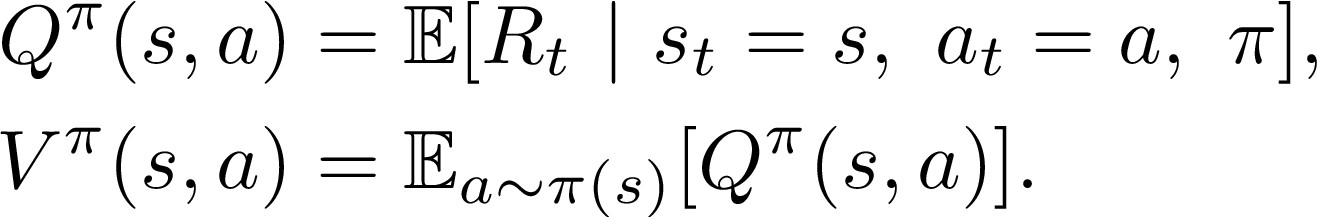 Q^π(s, a) = 𝔼[R_t | s_t = s, a_t = a, π],
V^π(s, a) = 𝔼_{a∼π(s)}[Q^π(s, a)].